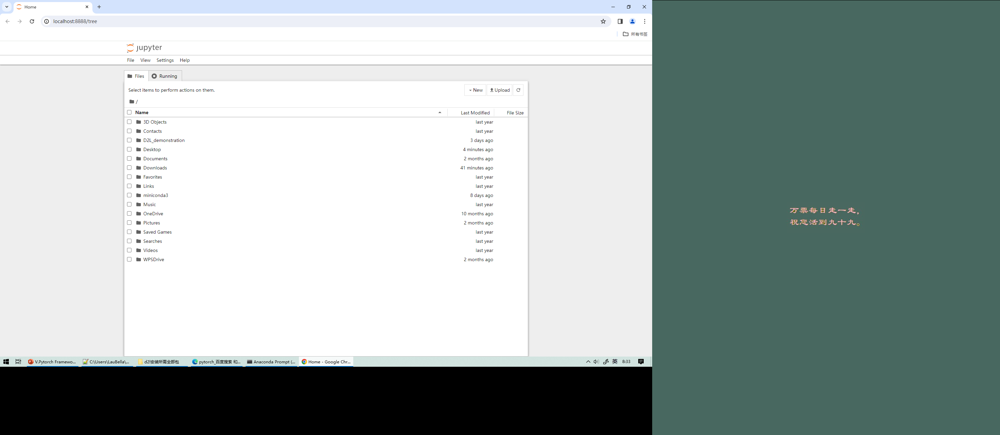 Home
localhost:8888/tree
所有书签
jupyter
File View Settings Help
Files Running
Select items to perform actions on them.
New Upload
/
Name Last Modified File Size
3D Objects last year
Contacts last year
D2L_demonstration 3 days ago
Desktop 4 minutes ago
Documents 2 months ago
Downloads 41 minutes ago
Favorites last year
Links last year
miniconda3 8 days ago
Music last year
OneDrive 10 months ago
Pictures 2 months ago
Saved Games last year
Searches last year
Videos last year
WPSDrive 2 months ago
V.Pytorch Framewo... C:\Users\LauBella\... d2l安装所需全部包 pytorch_百度搜索 和... Anaconda Prompt (... Home - Google Chr... 英 8:33
万票每日走一走，
祝您活到九十九。